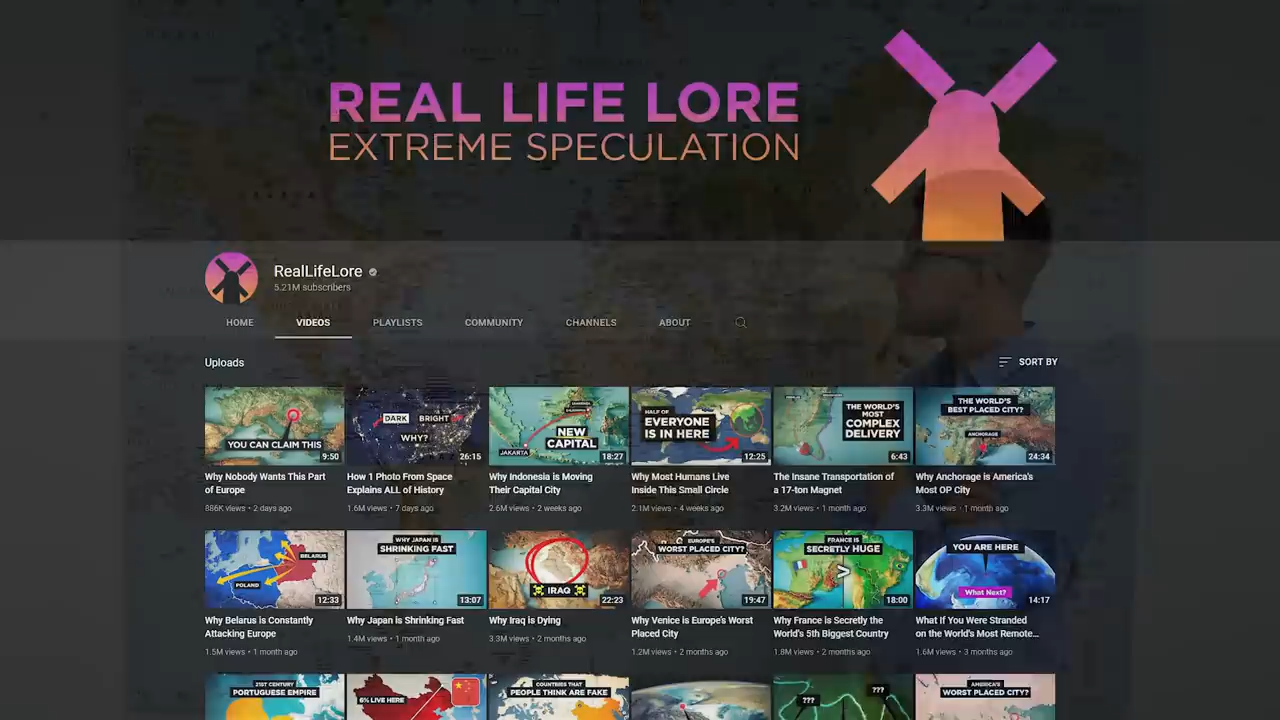 REAL LIFE LORE
EXTREME SPECULATION
RealLifeLore
5.21M subscribers
HOME
VIDEOS
PLAYLISTS
COMMUNITY
CHANNELS
ABOUT
Uploads
SORT BY
YOU CAN CLAIM THIS
9:50
DARK
BRIGHT
WHY?
26:15
JAKARTA
NEW
CAPITAL
18:27
HALF OF
EVERYONE
IS IN HERE
12:25
THE WORLD'S
MOST
COMPLEX
DELIVERY
6:43
THE WORLD'S
BEST PLACED CITY?
ANCHORAGE
24:34
Why Nobody Wants This Part
of Europe
886K views • 2 days ago
How 1 Photo From Space
Explains ALL of History
1.6M views • 7 days ago
Why Indonesia is Moving
Their Capital City
2.6M views • 2 weeks ago
Why Most Humans Live
Inside This Small Circle
2.1M views • 4 weeks ago
The Insane Transportation of
a 17-ton Magnet
3.2M views • 1 month ago
Why Anchorage is America's
Most OP City
3.3M views • 1 month ago
BELARUS
POLAND
12:33
WHY JAPAN IS
SHRINKING FAST
13:07
IRAQ
22:23
EUROPE'S
WORST PLACED CITY?
19:47
FRANCE IS
SECRETLY HUGE
>
18:00
YOU ARE HERE
What Next?
14:17
Why Belarus is Constantly
Attacking Europe
1.5M views • 1 month ago
Why Japan is Shrinking Fast
1.4M views • 1 month ago
Why Iraq is Dying
3.3M views • 2 months ago
Why Venice is Europe's Worst
Placed City
1.2M views • 2 months ago
Why France is Secretly the
World's 5th Biggest Country
1.8M views • 2 months ago
What If You Were Stranded
on the World's Most Remote...
1.6M views • 3 months ago
21ST CENTURY
PORTUGUESE EMPIRE
6% LIVE HERE
COUNTRIES THAT
PEOPLE THINK ARE FAKE
???
???
AMERICA'S
WORST PLACED CITY?